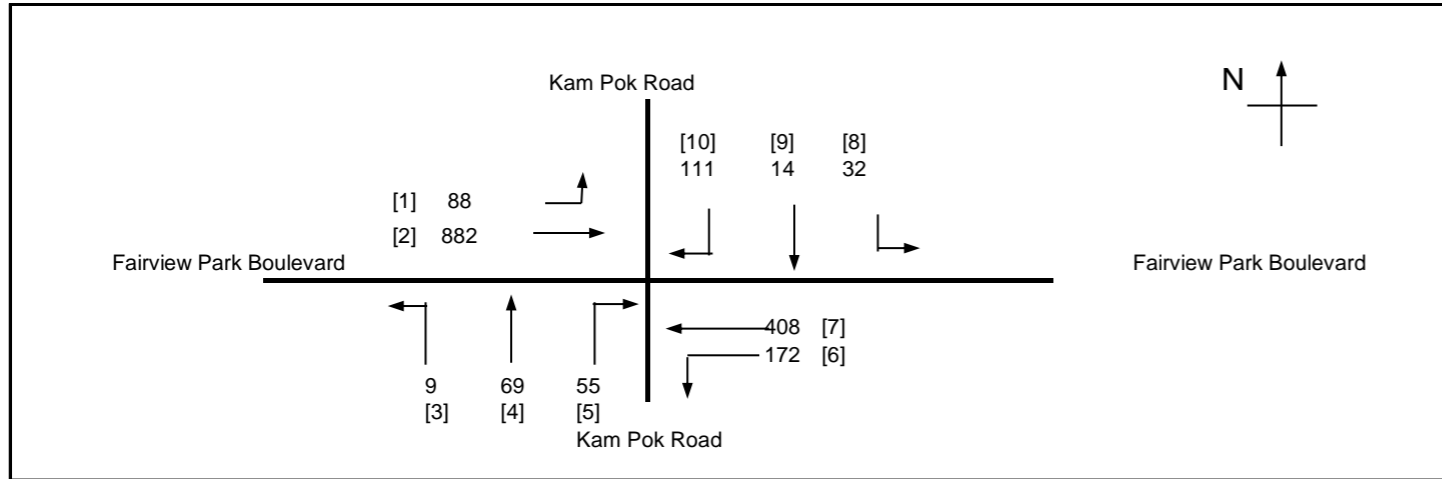 Kam Pok Road
N
[10] [9] [8]
111 14 32
[1] 88
[2] 882
Fairview Park Boulevard
Fairview Park Boulevard
408 [7]
172 [6]
9 69 55
[3] [4] [5]
Kam Pok Road